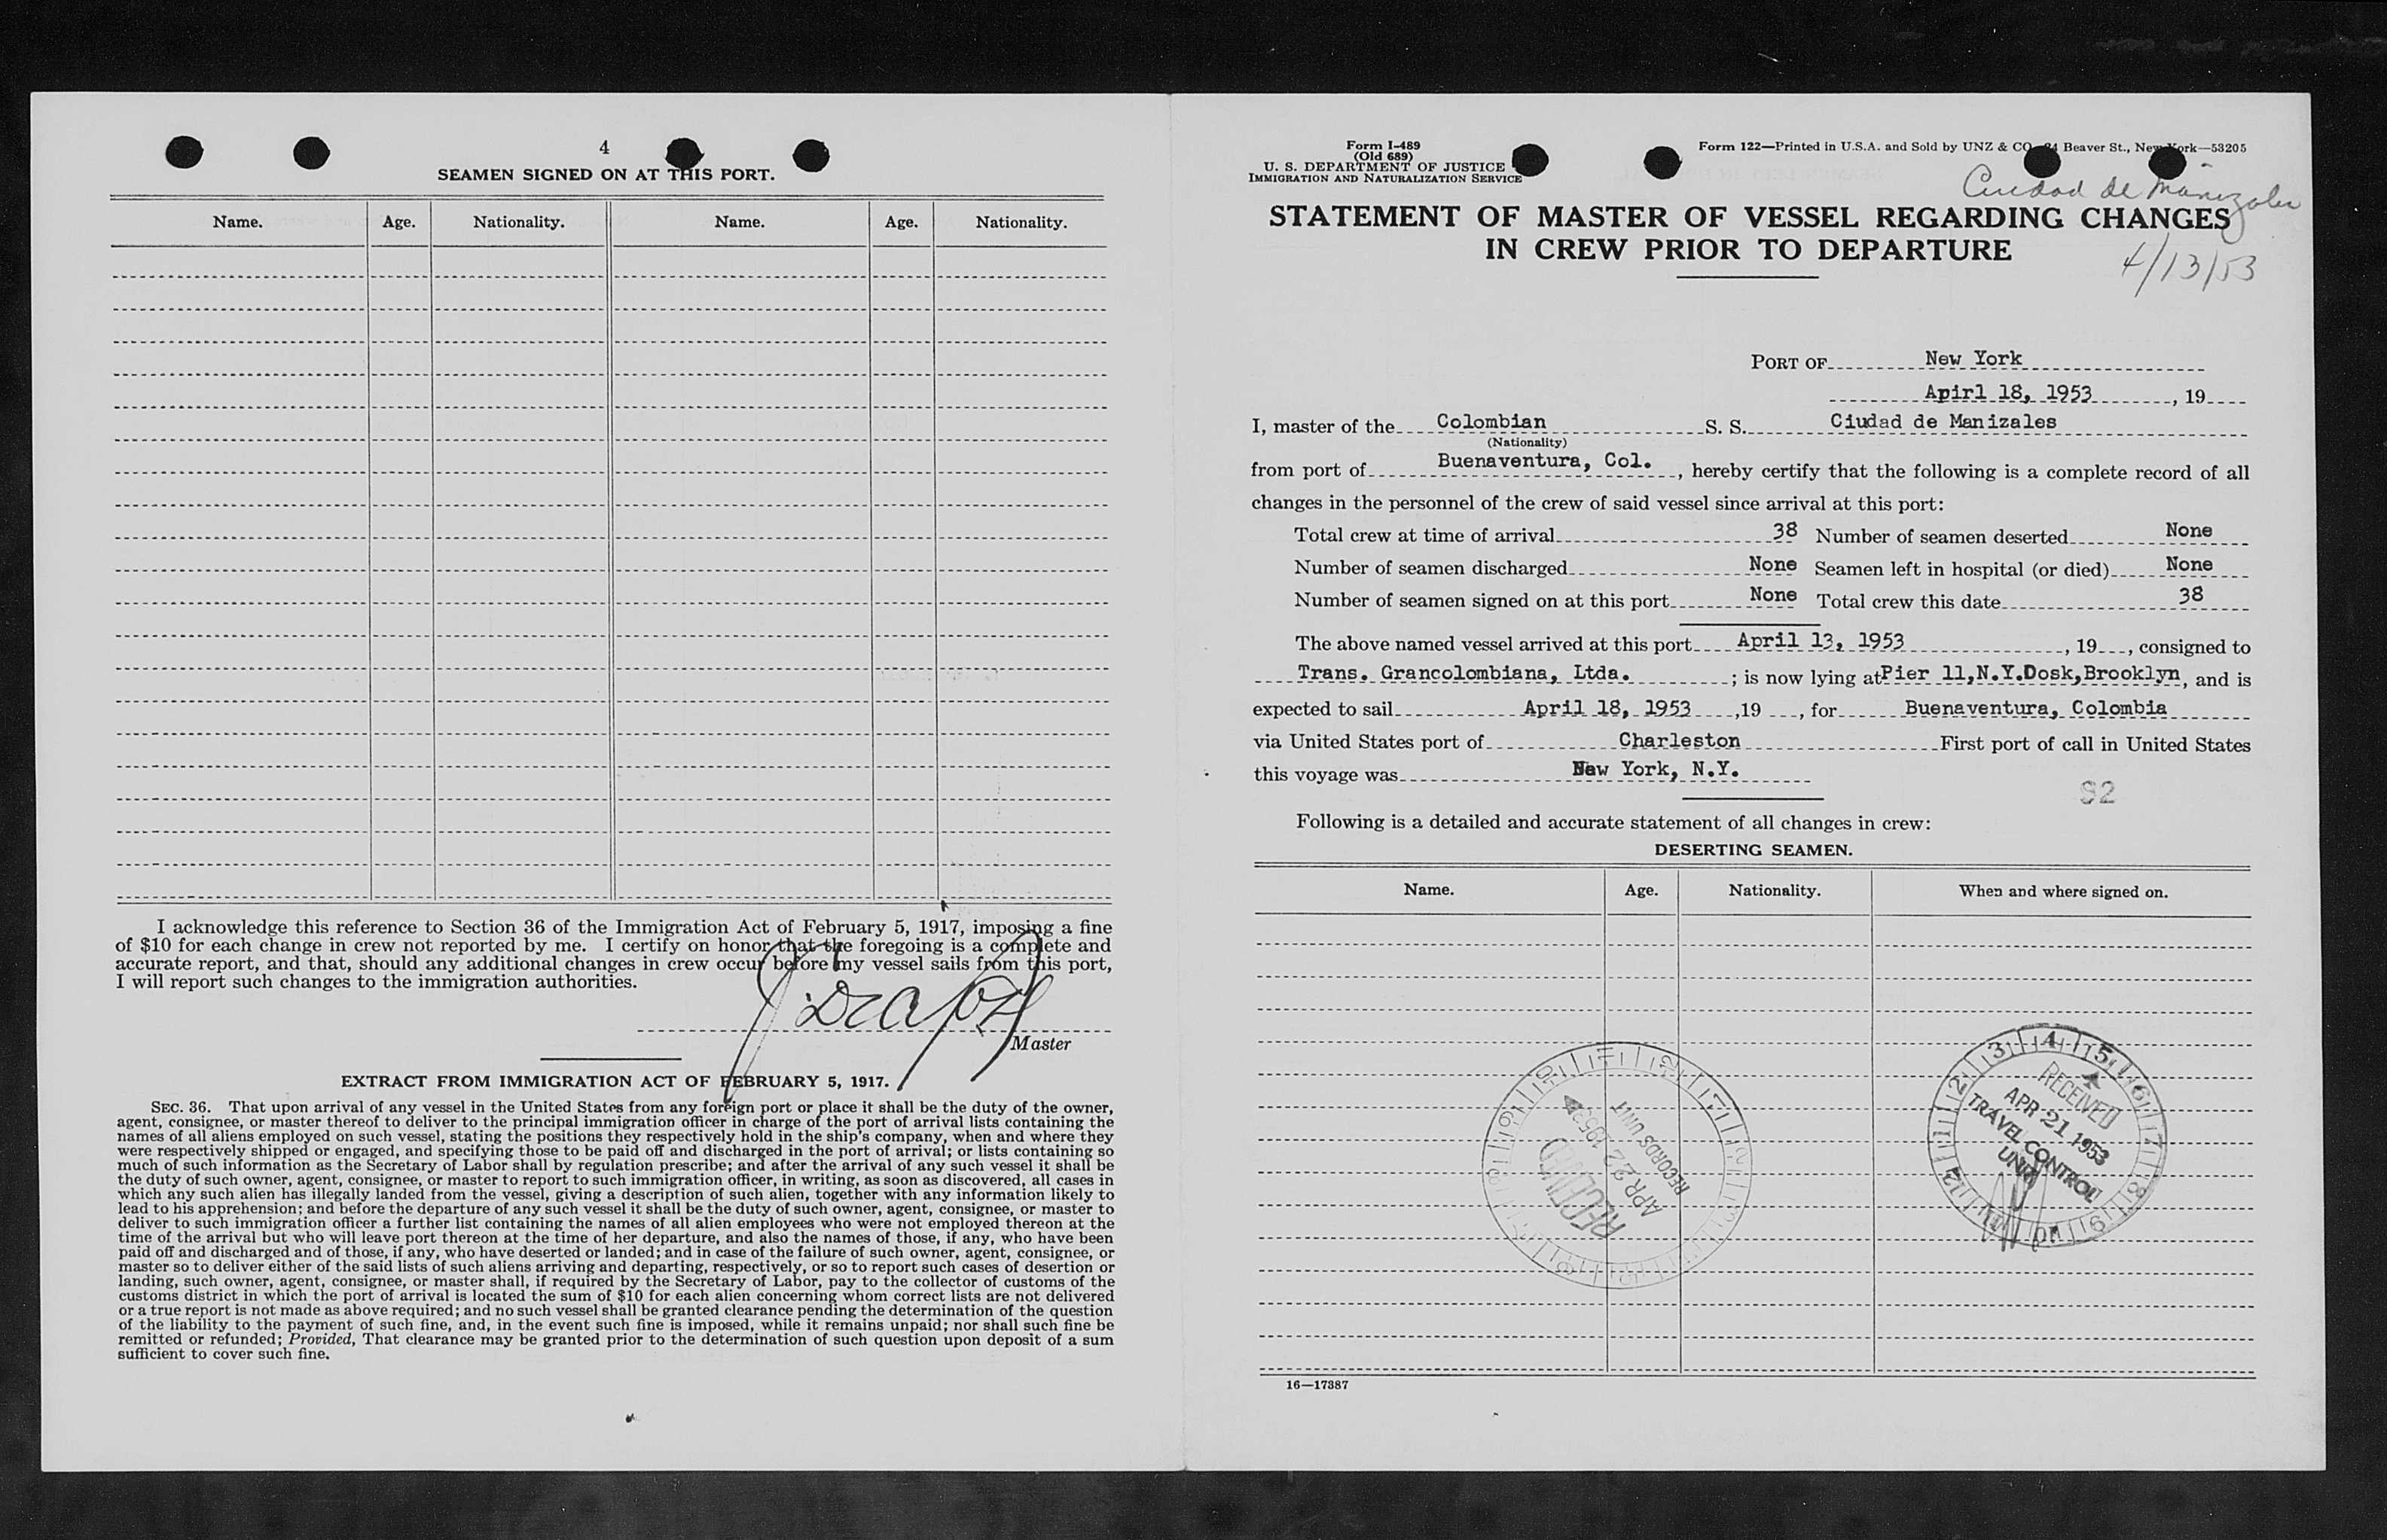 4
SEAMEN SIGNED ON AT THIS PORT.
Name. Age. Nationality. Name. Age. Nationality.
I acknowledge this reference to Section 36 of the Immigration Act of February 5, 1917, imposing a fine
of $10 for each change in crew not reported by me. I certify on honor that the foregoing is a complete and
accurate report, and that, should any additional changes in crew occur before my vessel sails from this port,
I will report such changes to the immigration authorities.
Master
EXTRACT FROM IMMIGRATION ACT OF FEBRUARY 5, 1917.
SEC. 36. That upon arrival of any vessel in the United States from any foreign port or place it shall be the duty of the owner,
agent, consignee, or master thereof to deliver to the principal immigration officer in charge of the port of arrival lists containing the
names of all aliens employed on such vessel, stating the positions they respectively hold in the ship's company, when and where they
were respectively shipped or engaged, and specifying those to be paid off and discharged in the port of arrival; or lists containing so
much of such information as the Secretary of Labor shall by regulation prescribe; and after the arrival of any such vessel it shall be
the duty of such owner, agent, consignee, or master to report to such immigration officer, in writing, as soon as discovered, all cases in
which any such alien has illegally landed from the vessel, giving a description of such alien, together with any information likely to
lead to his apprehension; and before the departure of any such vessel it shall be the duty of such owner, agent, consignee, or master to
deliver to such immigration officer a further list containing the names of all alien employees who were not employed thereon at the
time of the arrival but who will leave port thereon at the time of her departure, and also the names of those, if any, who have been
paid off and discharged and of those, if any, who have deserted or landed; and in case of the failure of such owner, agent, consignee, or
master so to deliver either of the said lists of such aliens arriving and departing, respectively, or so to report such cases of desertion or
landing, such owner, agent, consignee, or master shall, if required by the Secretary of Labor, pay to the collector of customs of the
customs district in which the port of arrival is located the sum of $10 for each alien concerning whom correct lists are not delivered
or a true report is not made as above required; and no such vessel shall be granted clearance pending the determination of the question
of the liability to the payment of such fine, and, in the event such fine is imposed, while it remains unpaid; nor shall such fine be
remitted or refunded; Provided, That clearance may be granted prior to the determination of such question upon deposit of a sum
sufficient to cover such fine.
Form I-489
(Old 689)
U. S. DEPARTMENT OF JUSTICE
IMMIGRATION AND NATURALIZATION SERVICE
Form 122—Printed in U.S.A. and Sold by UNZ & CO. 24 Beaver St., New York—53205
Ciudad de Manizales
STATEMENT OF MASTER OF VESSEL REGARDING CHANGES
IN CREW PRIOR TO DEPARTURE
4/13/53
PORT OF New York
Apirl 18, 1953, 19
I, master of the Colombian S. S. Ciudad de Manizales
(Nationality)
from port of Buenaventura, Col., hereby certify that the following is a complete record of all
changes in the personnel of the crew of said vessel since arrival at this port:
Total crew at time of arrival 38 Number of seamen deserted None
Number of seamen discharged None Seamen left in hospital (or died) None
Number of seamen signed on at this port None Total crew this date 38
The above named vessel arrived at this port April 13, 1953, 19, consigned to
Trans. Grancolombiana, Ltda.; is now lying at Pier 11,N.Y.Dosk,Brooklyn, and is
expected to sail April 18, 1953 ,19 , for Buenaventura, Colombia
via United States port of Charleston First port of call in United States
this voyage was New York, N.Y.
92
Following is a detailed and accurate statement of all changes in crew:
DESERTING SEAMEN.
Name. Age. Nationality. When and where signed on.
RECEIVED
APR 22 1953
RECORDS UNIT
RECEIVED
APR 21 1953
TRAVEL CONTROL
UNIT
16—17387